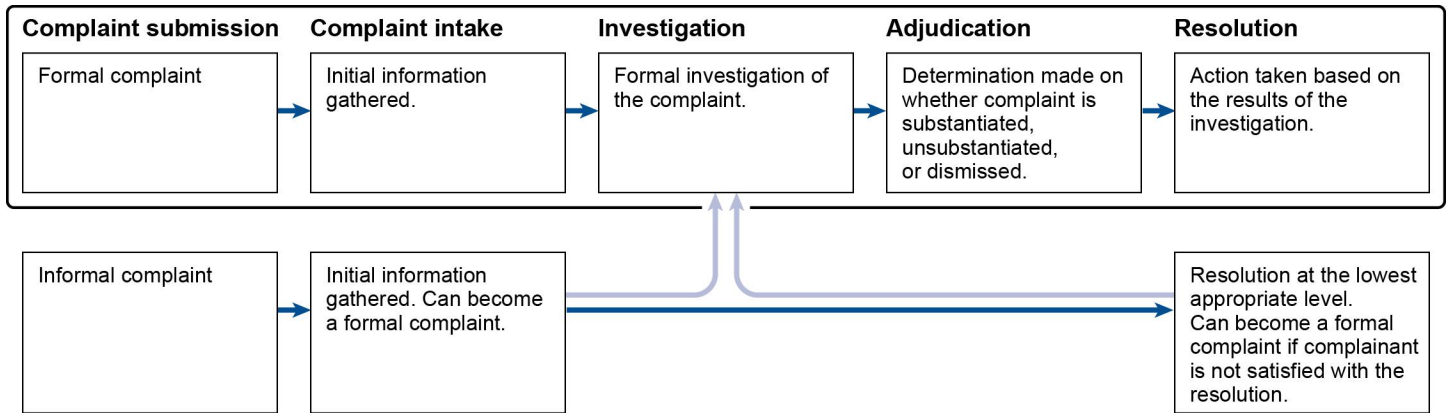 Complaint submission
Complaint intake
Investigation
Adjudication
Resolution
Formal complaint
Initial information
gathered.
Formal investigation of
the complaint.
Determination made on
whether complaint is
substantiated,
unsubstantiated,
or dismissed.
Action taken based on
the results of the
investigation.
Informal complaint
Initial information
gathered. Can become
a formal complaint.
Resolution at the lowest
appropriate level.
Can become a formal
complaint if complainant
is not satisfied with the
resolution.